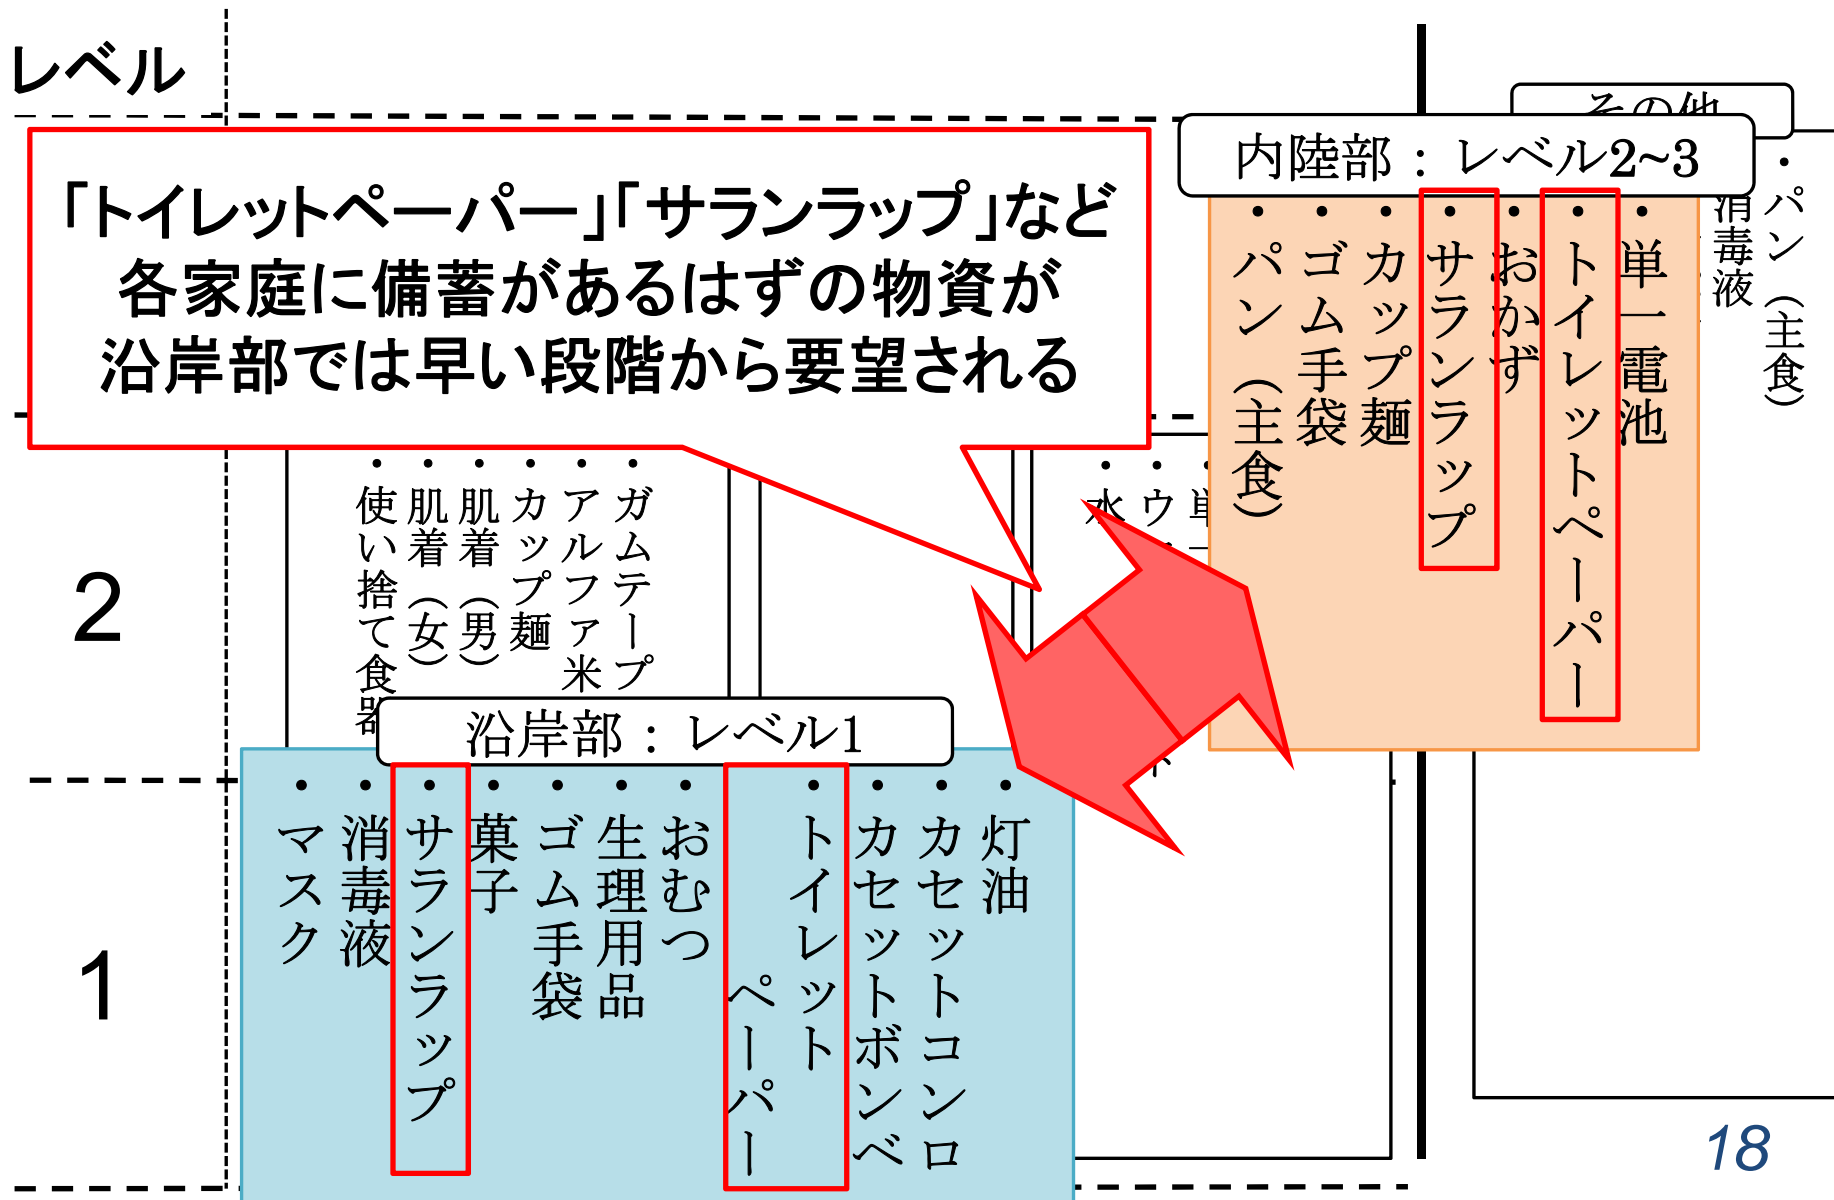 レベル
その他
「トイレットペーパー」「サランラップ」など
各家庭に備蓄があるはずの物資が
沿岸部では早い段階から要望される
内陸部：レベル2~3
・単一電池
・トイレットペーパー
・おかず
・サランラップ
・カップ麺
・ゴム手袋
・パン（主食）
・パン（主食）
消毒液
2
・ガムテープ
・アルファ米
・カップ麺
・肌着（男）
・肌着（女）
・使い捨て食器
・水
・ウ
・単
沿岸部：レベル1
1
・灯油
・カセットコンロ
・カセットボンベ
・トイレット
ペーパー
・おむつ
・生理用品
・ゴム手袋
・菓子
・サランラップ
・消毒液
・マスク
18